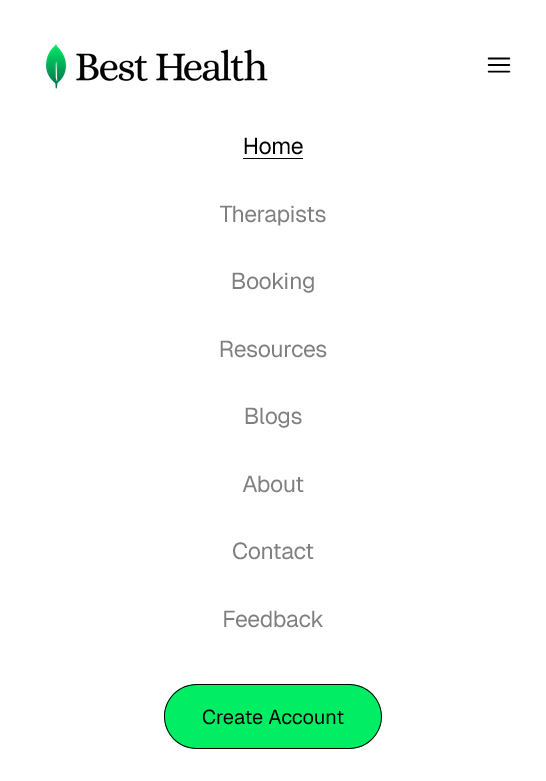 Best Health
Home
Therapists
Booking
Resources
Blogs
About
Contact
Feedback
Create Account